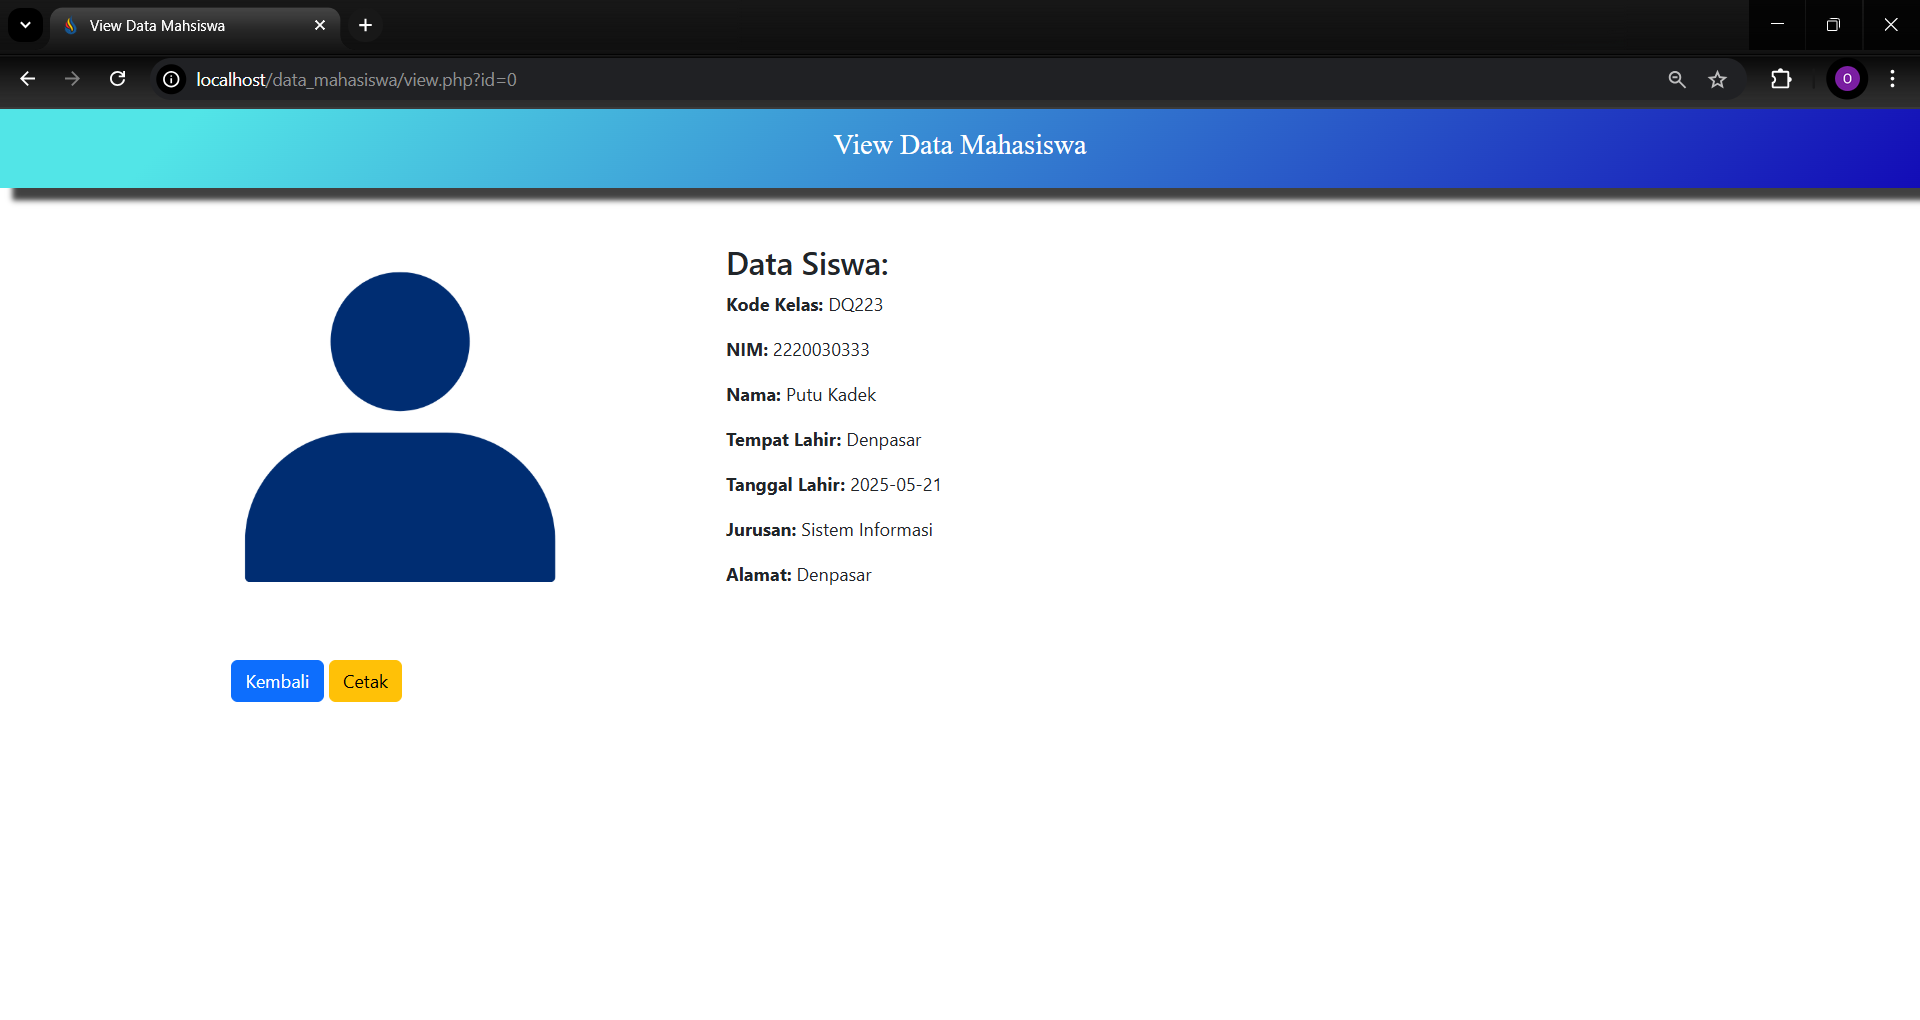 View Data Mahsiswa
localhost/data_mahasiswa/view.php?id=0
O
View Data Mahasiswa
Data Siswa:
Kode Kelas: DQ223
NIM: 2220030333
Nama: Putu Kadek
Tempat Lahir: Denpasar
Tanggal Lahir: 2025-05-21
Jurusan: Sistem Informasi
Alamat: Denpasar
Kembali Cetak